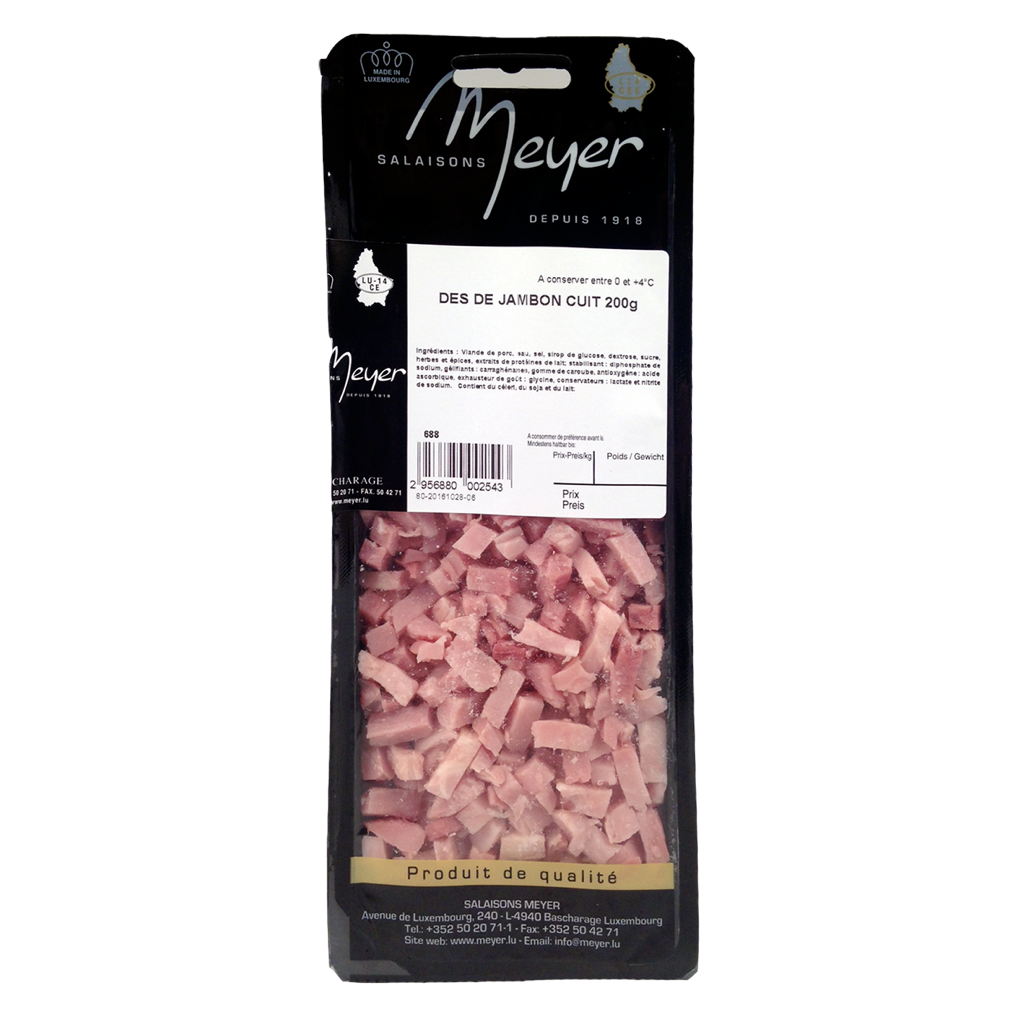 MADE IN
LUXEMBOURG
Meyer
SALAISONS
DEPUIS 1918
A conserver entre 0 et +4°C
DES DE JAMBON CUIT 200g
LU-14
CE
Ingrédients : Viande de porc, eau, sel, sirop de glucose, dextrose, sucre,
herbes et épices, extraits de protéines de lait; stabilisant : diphosphate de
sodium, gélifiants : carraghénanen, gomme de caroube, antioxygène : acide
ascorbique, exhausteur de goût : glycine, conservateurs : lactate et nitrite
de sodium. Contient du céleri, du soja et du lait;
Meyer
NS
DEPUIS 1918
688
A consommer de préférence avant le
Mindestens haltbar bis:
Prix-Preis/kg
Poids / Gewicht
2 956880 002543
80-20161028-06
Prix
Preis
CHARAGE
50 20 71 - FAX. 50 42 71
ww.meyer.lu
Produit de qualité
SALAISONS MEYER
Avenue de Luxembourg, 240 - L-4940 Bascharage Luxembourg
Tel.: +352 50 20 71-1 - Fax: +352 50 42 71
Site web: www.meyer.lu - Email: info@meyer.lu